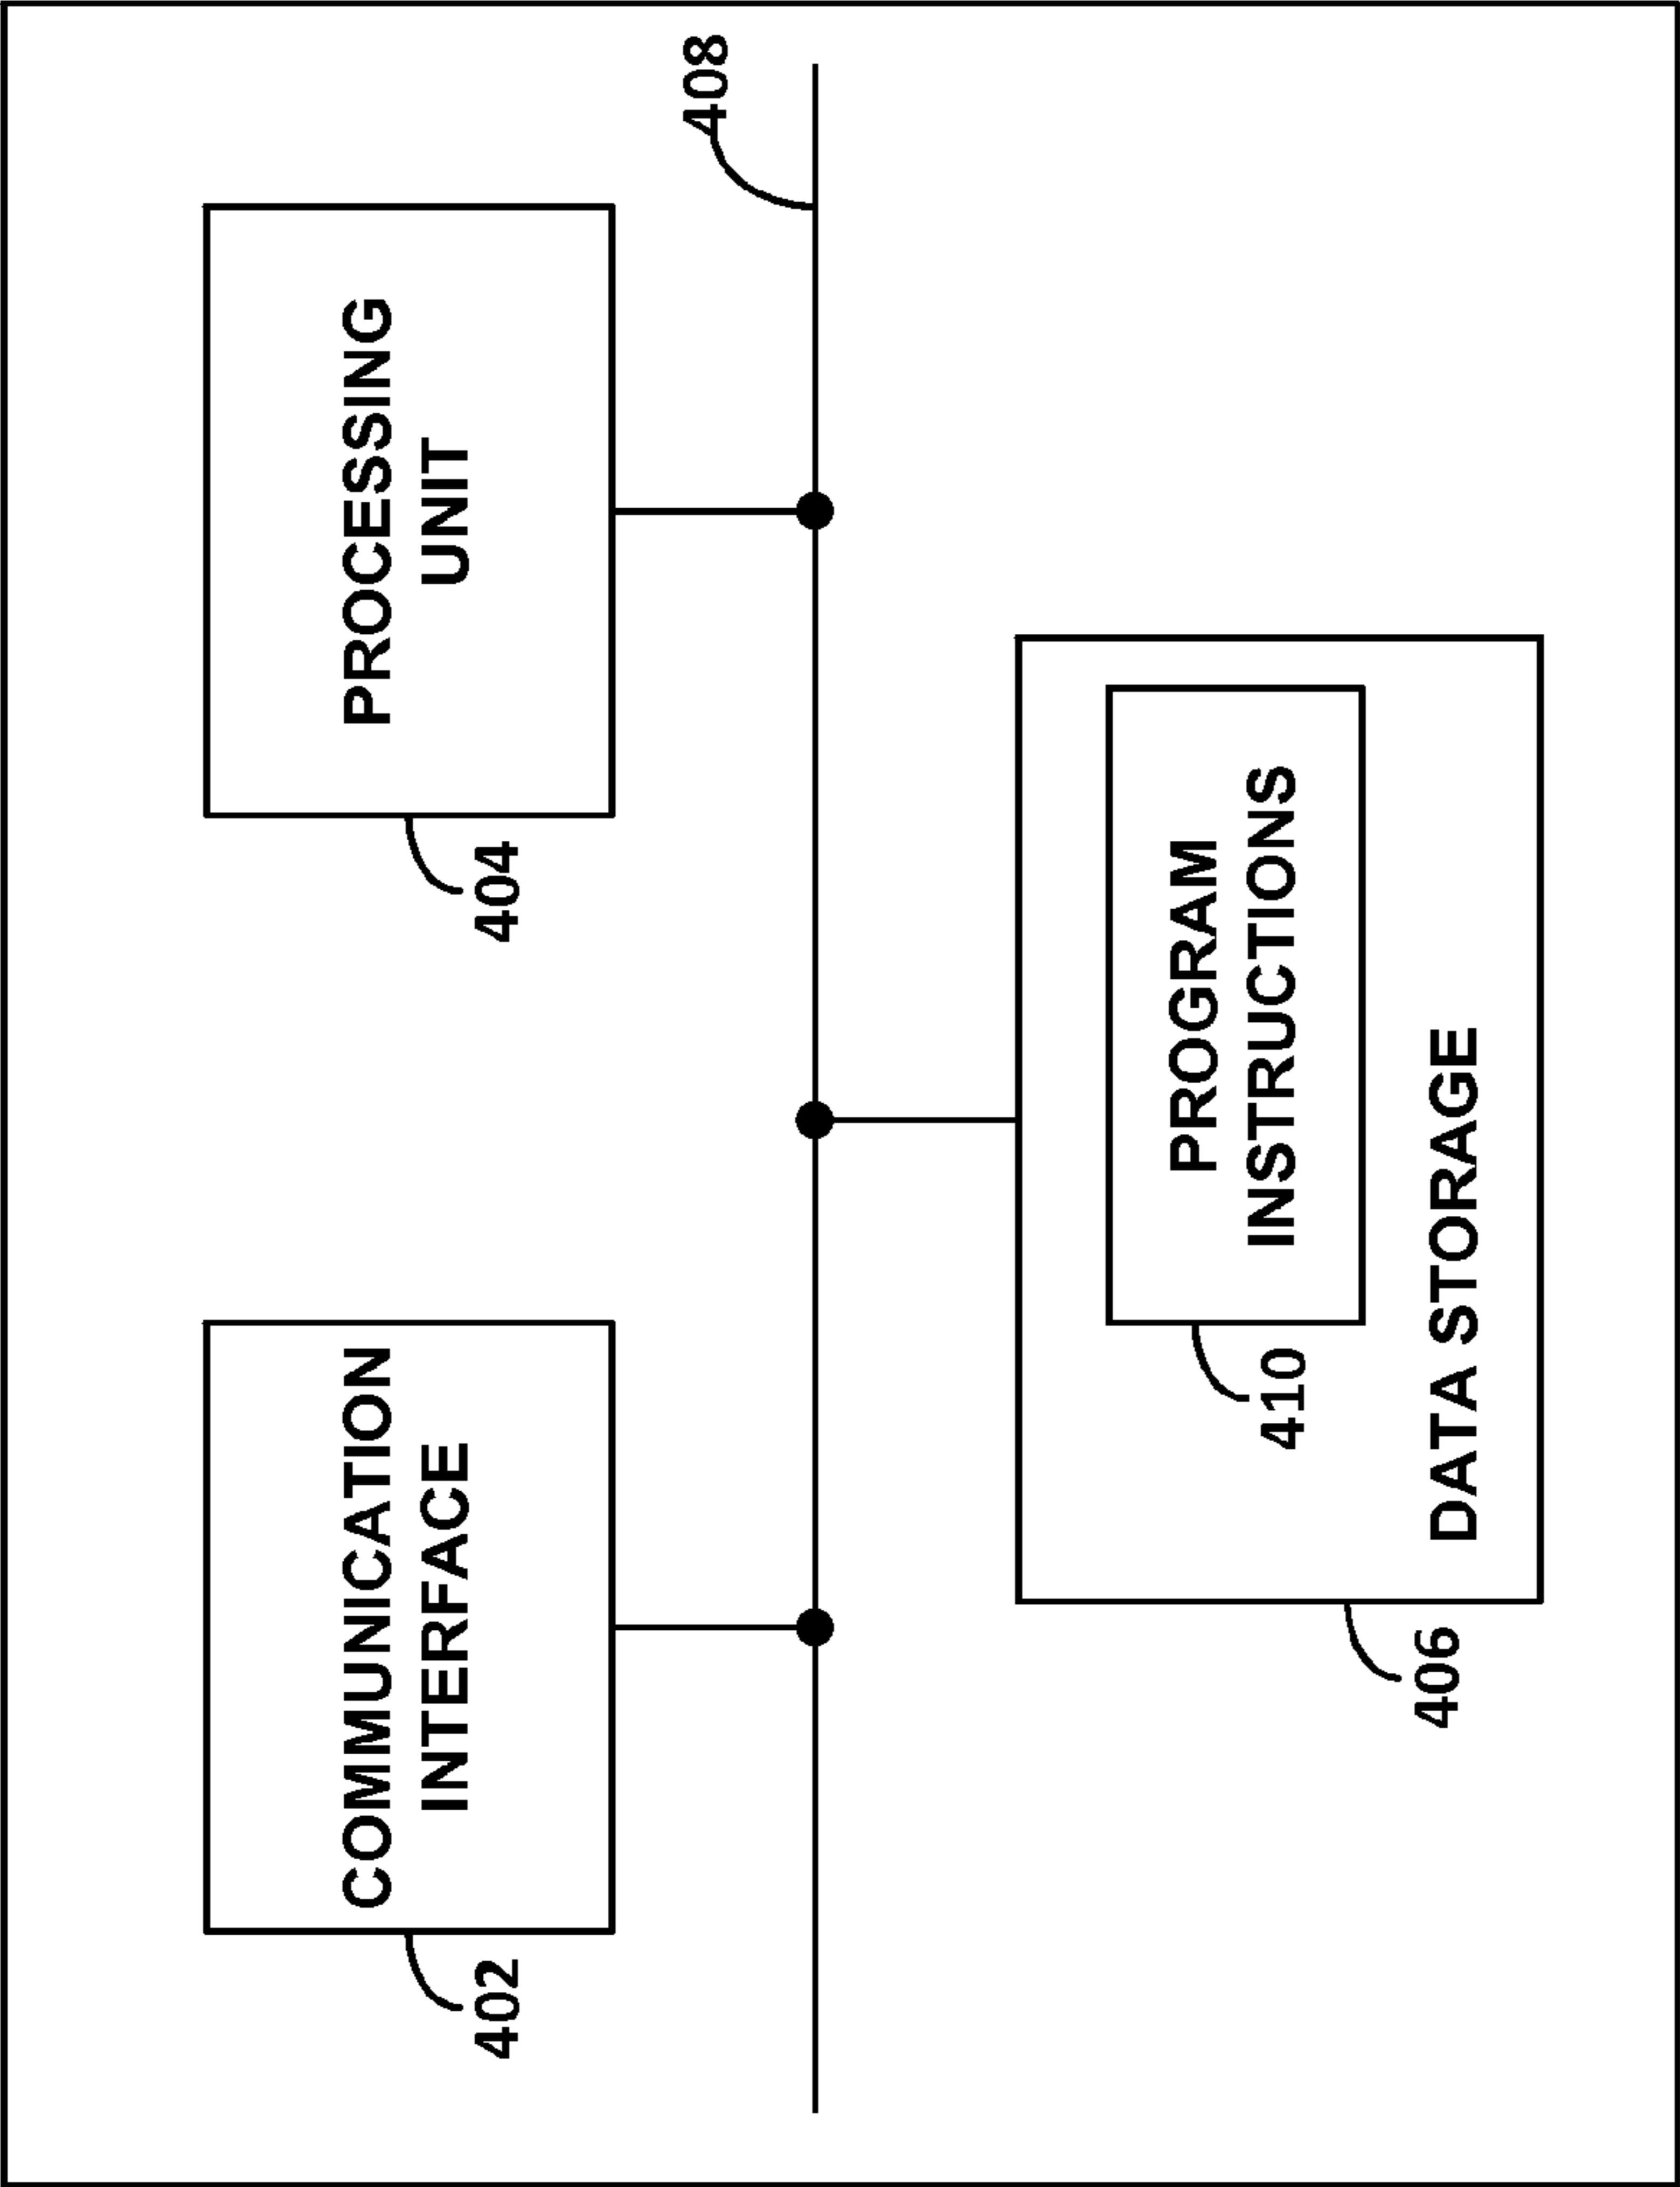 COMMUNICATION
INTERFACE
402
PROCESSING
UNIT
404
408
PROGRAM
INSTRUCTIONS
410
DATA STORAGE
406